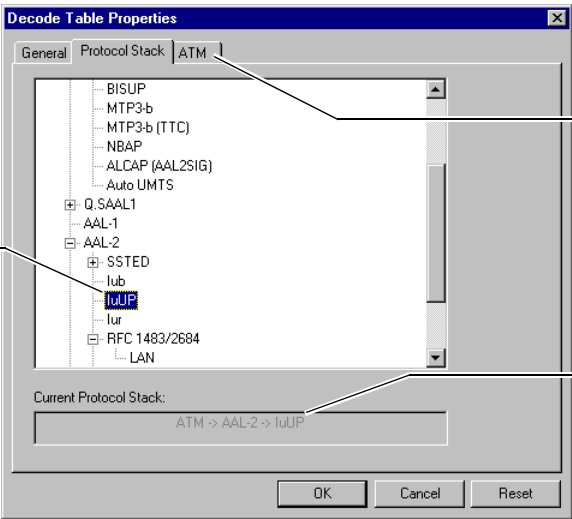 Decode Table Properties
General Protocol Stack ATM
BISUP
MTP3-b
MTP3-b (TTC)
NBAP
ALCAP (AAL2SIG)
Auto UMTS
Q.SAAL1
AAL-1
AAL-2
SSTED
Iub
IuUP
Iur
RFC 1483/2684
LAN
Current Protocol Stack:
ATM -> AAL-2 -> IuUP
OK Cancel Reset